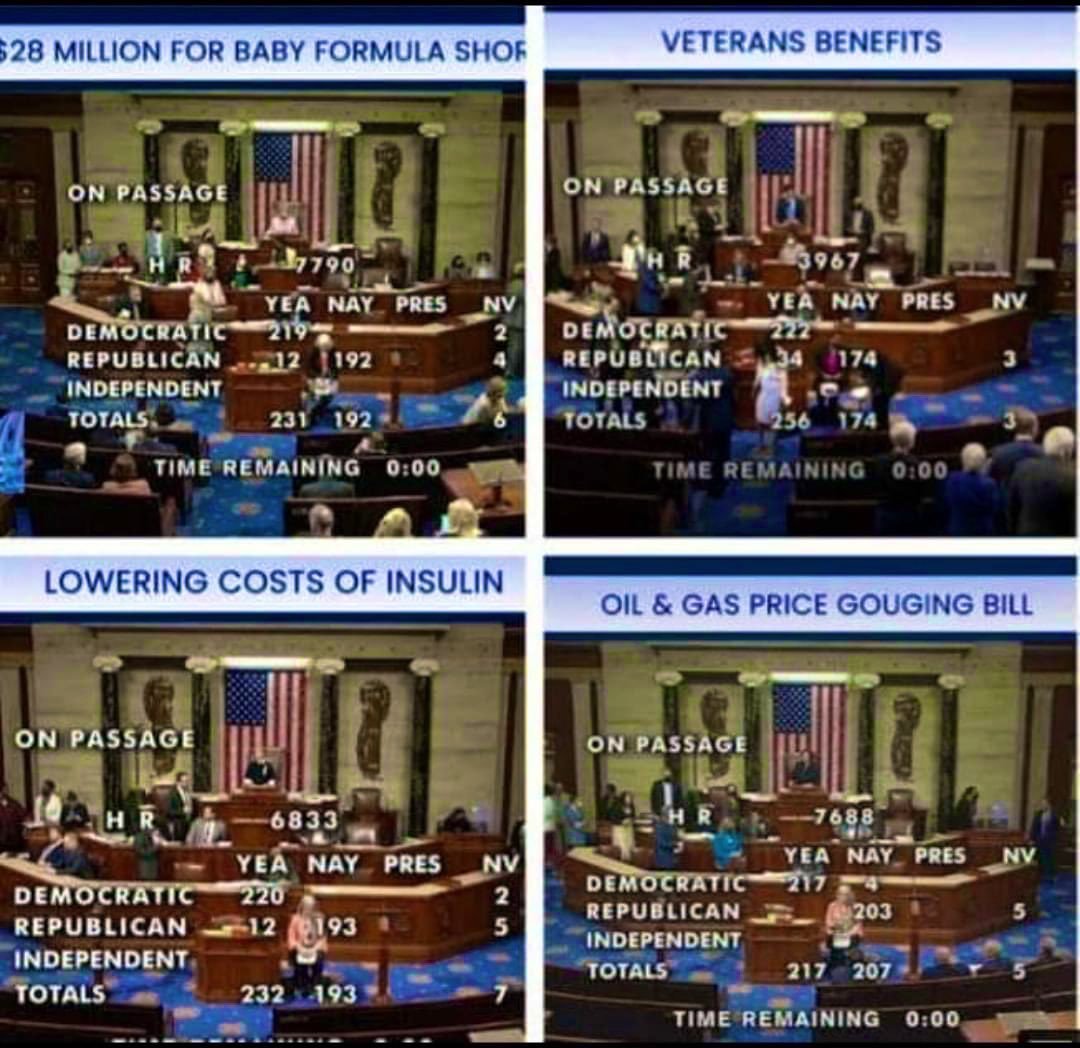 $28 MILLION FOR BABY FORMULA SHOR
ON PASSAGE
H R 7790
YEA NAY PRES NV
DEMOCRATIC 219 2
REPUBLICAN 12 192 4
INDEPENDENT
TOTALS 231 192 6
TIME REMAINING 0:00
VETERANS BENEFITS
ON PASSAGE
H R 3967
YEA NAY PRES NV
DEMOCRATIC 222
REPUBLICAN 34 174 3
INDEPENDENT
TOTALS 256 174 3
TIME REMAINING 0:00
LOWERING COSTS OF INSULIN
ON PASSAGE
H R 6833
YEA NAY PRES NV
DEMOCRATIC 220 2
REPUBLICAN 12 193 5
INDEPENDENT
TOTALS 232 193 7
OIL & GAS PRICE GOUGING BILL
ON PASSAGE
H R 7688
YEA NAY PRES NV
DEMOCRATIC 217 4
REPUBLICAN 203 5
INDEPENDENT
TOTALS 217 207 5
TIME REMAINING 0:00